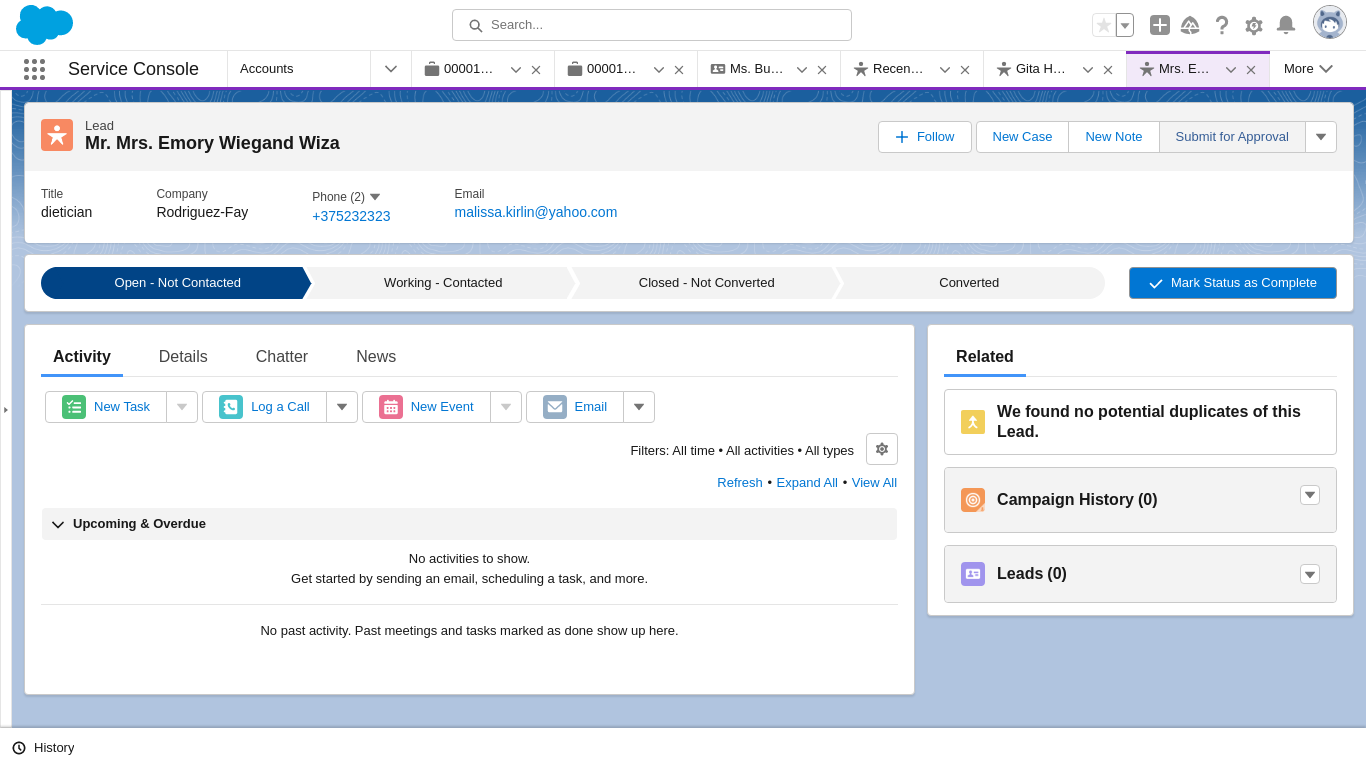 Search...
Service Console
Accounts
00001...
00001...
Ms. Bu...
Recen...
Gita H...
Mrs. E...
More
Lead
Mr. Mrs. Emory Wiegand Wiza
Follow
New Case
New Note
Submit for Approval
Title
Company
Phone (2)
Email
dietician
Rodriguez-Fay
+375232323
malissa.kirlin@yahoo.com
Open - Not Contacted
Working - Contacted
Closed - Not Converted
Converted
Mark Status as Complete
Activity
Details
Chatter
News
New Task
Log a Call
New Event
Email
Filters: All time • All activities • All types
Refresh • Expand All • View All
Upcoming & Overdue
No activities to show.
Get started by sending an email, scheduling a task, and more.
No past activity. Past meetings and tasks marked as done show up here.
Related
We found no potential duplicates of this
Lead.
Campaign History (0)
Leads (0)
History